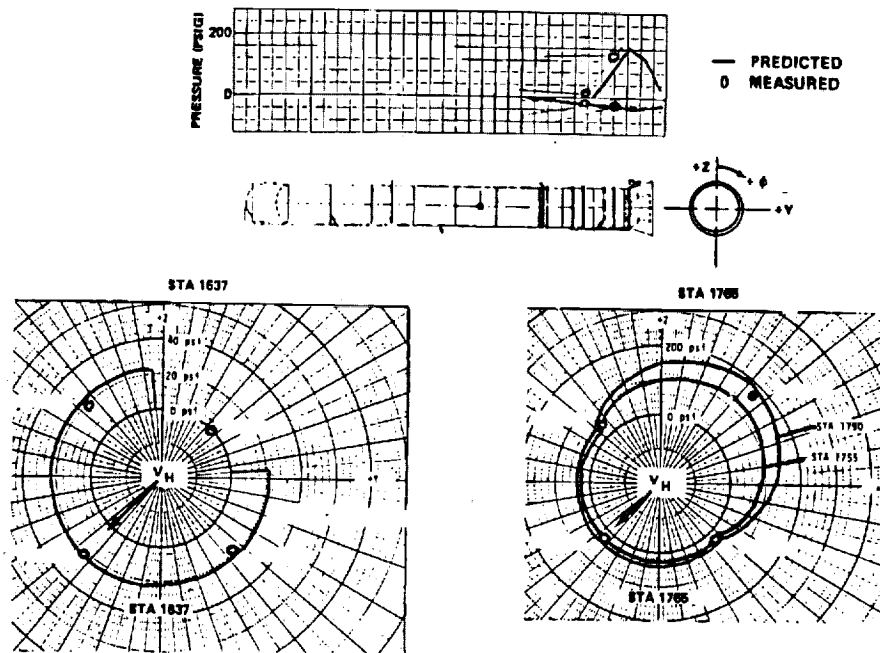 PRESSURE (PSIG)
200
0
— PREDICTED
O MEASURED
+Z
+ φ
+Y
STA 1637
+Z
40 psi
20 psi
0 psi
+Y
V H
STA 1637
STA 1765
+Z
200 psi
0 psi
STA 1790
STA 1755
+Y
V H
STA 1765